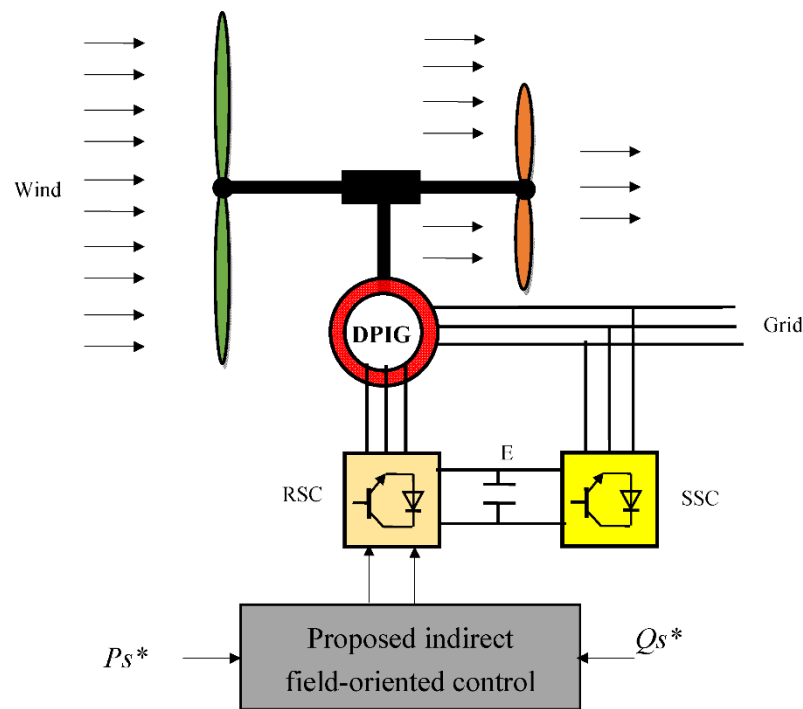 Wind
DPIG
Grid
E
RSC
SSC
Proposed indirect
field-oriented control
Ps*
Qs*